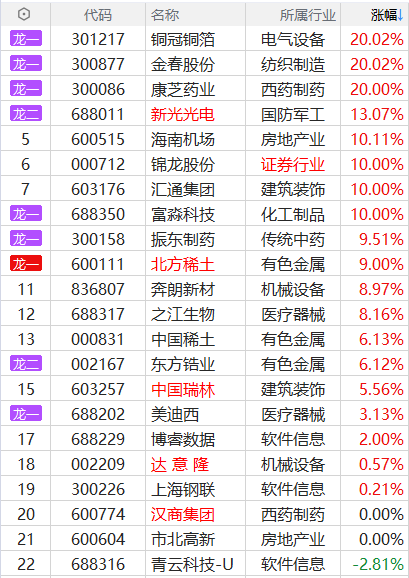 代码 名称 所属行业 涨幅↓
龙一 301217 铜冠铜箔 电气设备 20.02%
龙一 300877 金春股份 纺织制造 20.02%
龙一 300086 康芝药业 西药制药 20.00%
龙二 688011 新光光电 国防军工 13.07%
5 600515 海南机场 房地产业 10.11%
6 000712 锦龙股份 证券行业 10.00%
7 603176 汇通集团 建筑装饰 10.00%
龙一 688350 富淼科技 化工制品 10.00%
龙一 300158 振东制药 传统中药 9.51%
龙一 600111 北方稀土 有色金属 9.00%
11 836807 奔朗新材 机械设备 8.97%
12 688317 之江生物 医疗器械 8.16%
13 000831 中国稀土 有色金属 6.13%
龙二 002167 东方锆业 有色金属 6.12%
15 603257 中国瑞林 建筑装饰 5.56%
龙一 688202 美迪西 医疗器械 3.13%
17 688229 博睿数据 软件信息 2.00%
18 002209 达 意 隆 机械设备 0.57%
19 300226 上海钢联 软件信息 0.21%
20 600774 汉商集团 西药制药 0.00%
21 600604 市北高新 房地产业 0.00%
22 688316 青云科技-U 软件信息 -2.81%